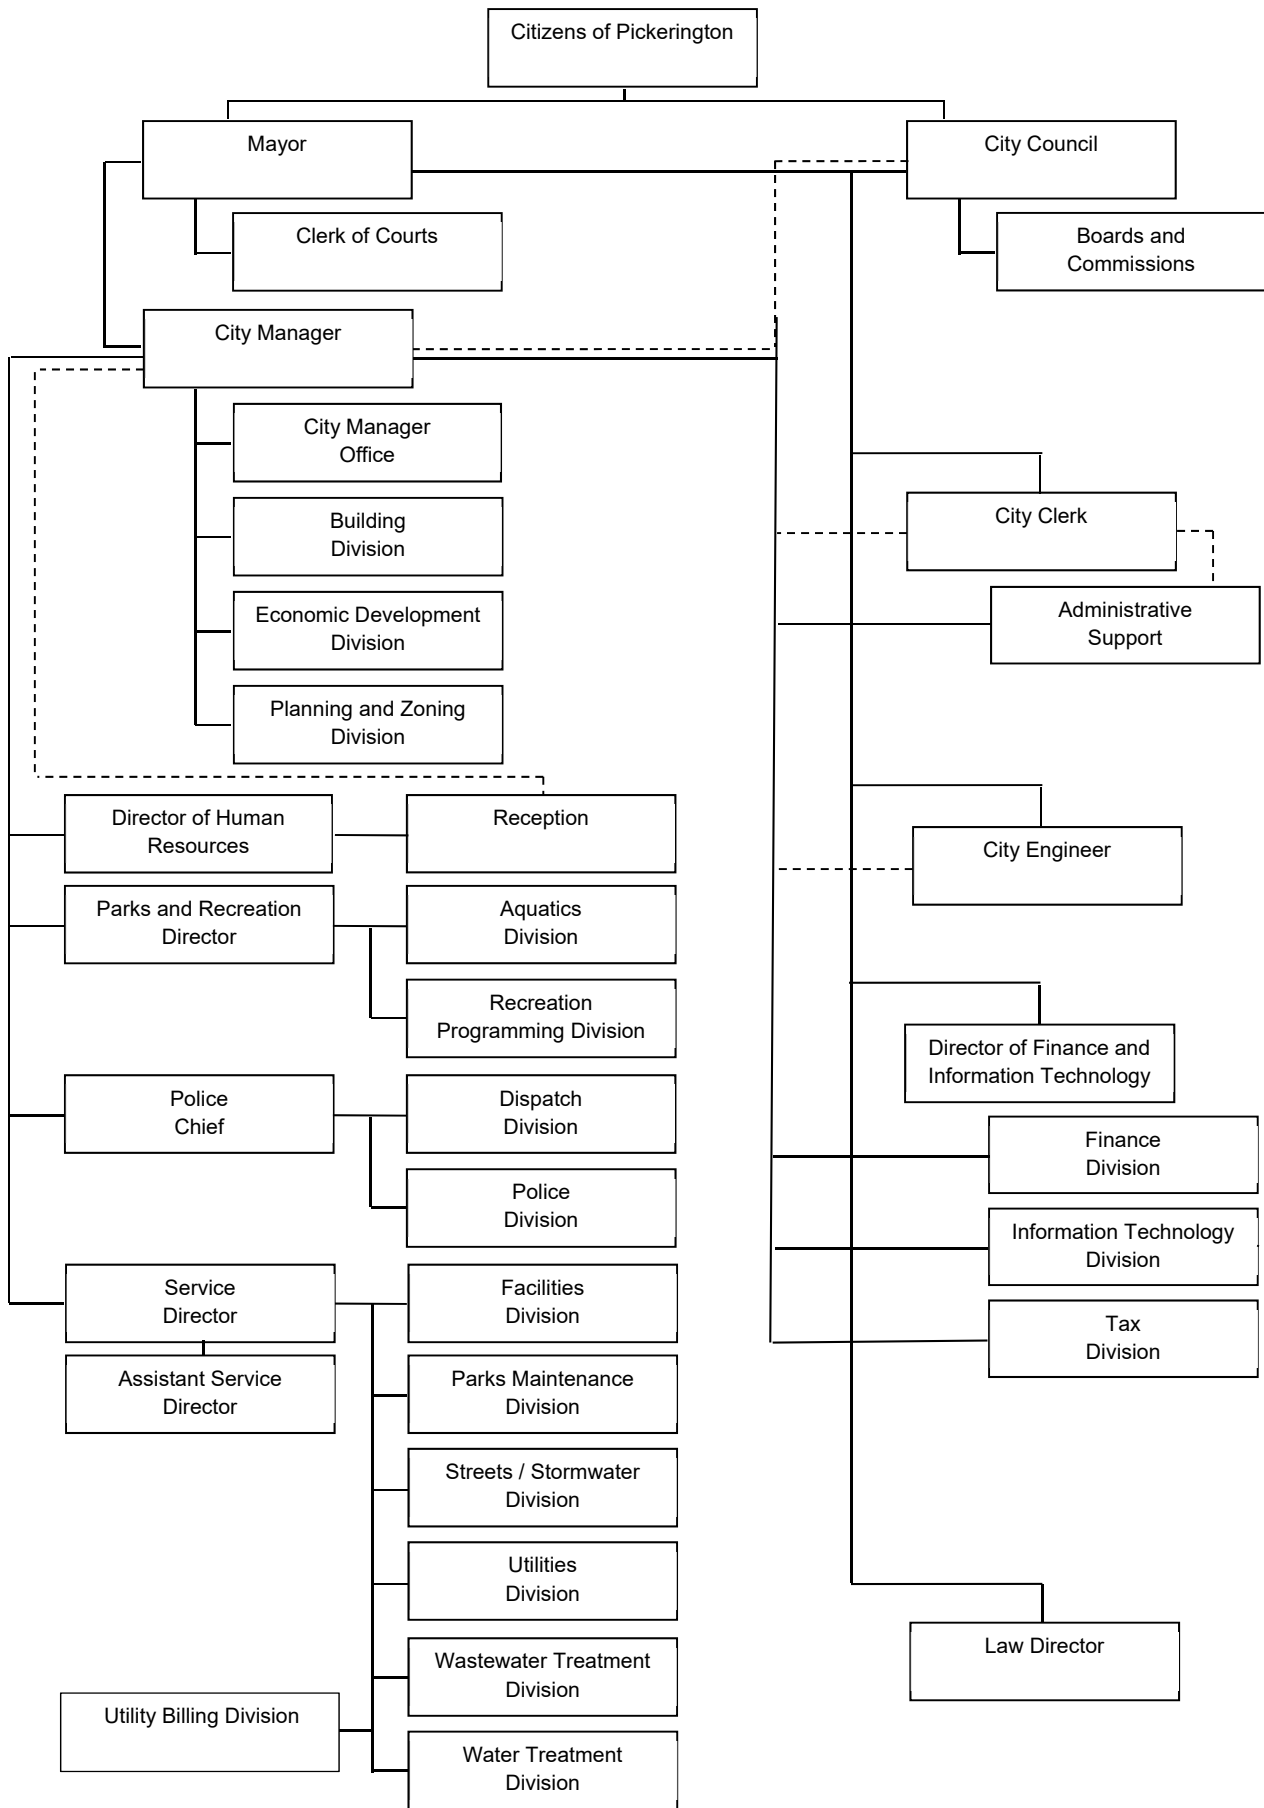 Citizens of Pickerington
Mayor
City Council
Clerk of Courts
Boards and
Commissions
City Manager
City Manager
Office
Building
Division
Economic Development
Division
Planning and Zoning
Division
City Clerk
Administrative
Support
Director of Human
Resources
Reception
City Engineer
Parks and Recreation
Director
Aquatics
Division
Recreation
Programming Division
Director of Finance and
Information Technology
Police
Chief
Dispatch
Division
Police
Division
Finance
Division
Information Technology
Division
Tax
Division
Service
Director
Facilities
Division
Assistant Service
Director
Parks Maintenance
Division
Streets / Stormwater
Division
Utilities
Division
Wastewater Treatment
Division
Law Director
Utility Billing Division
Water Treatment
Division